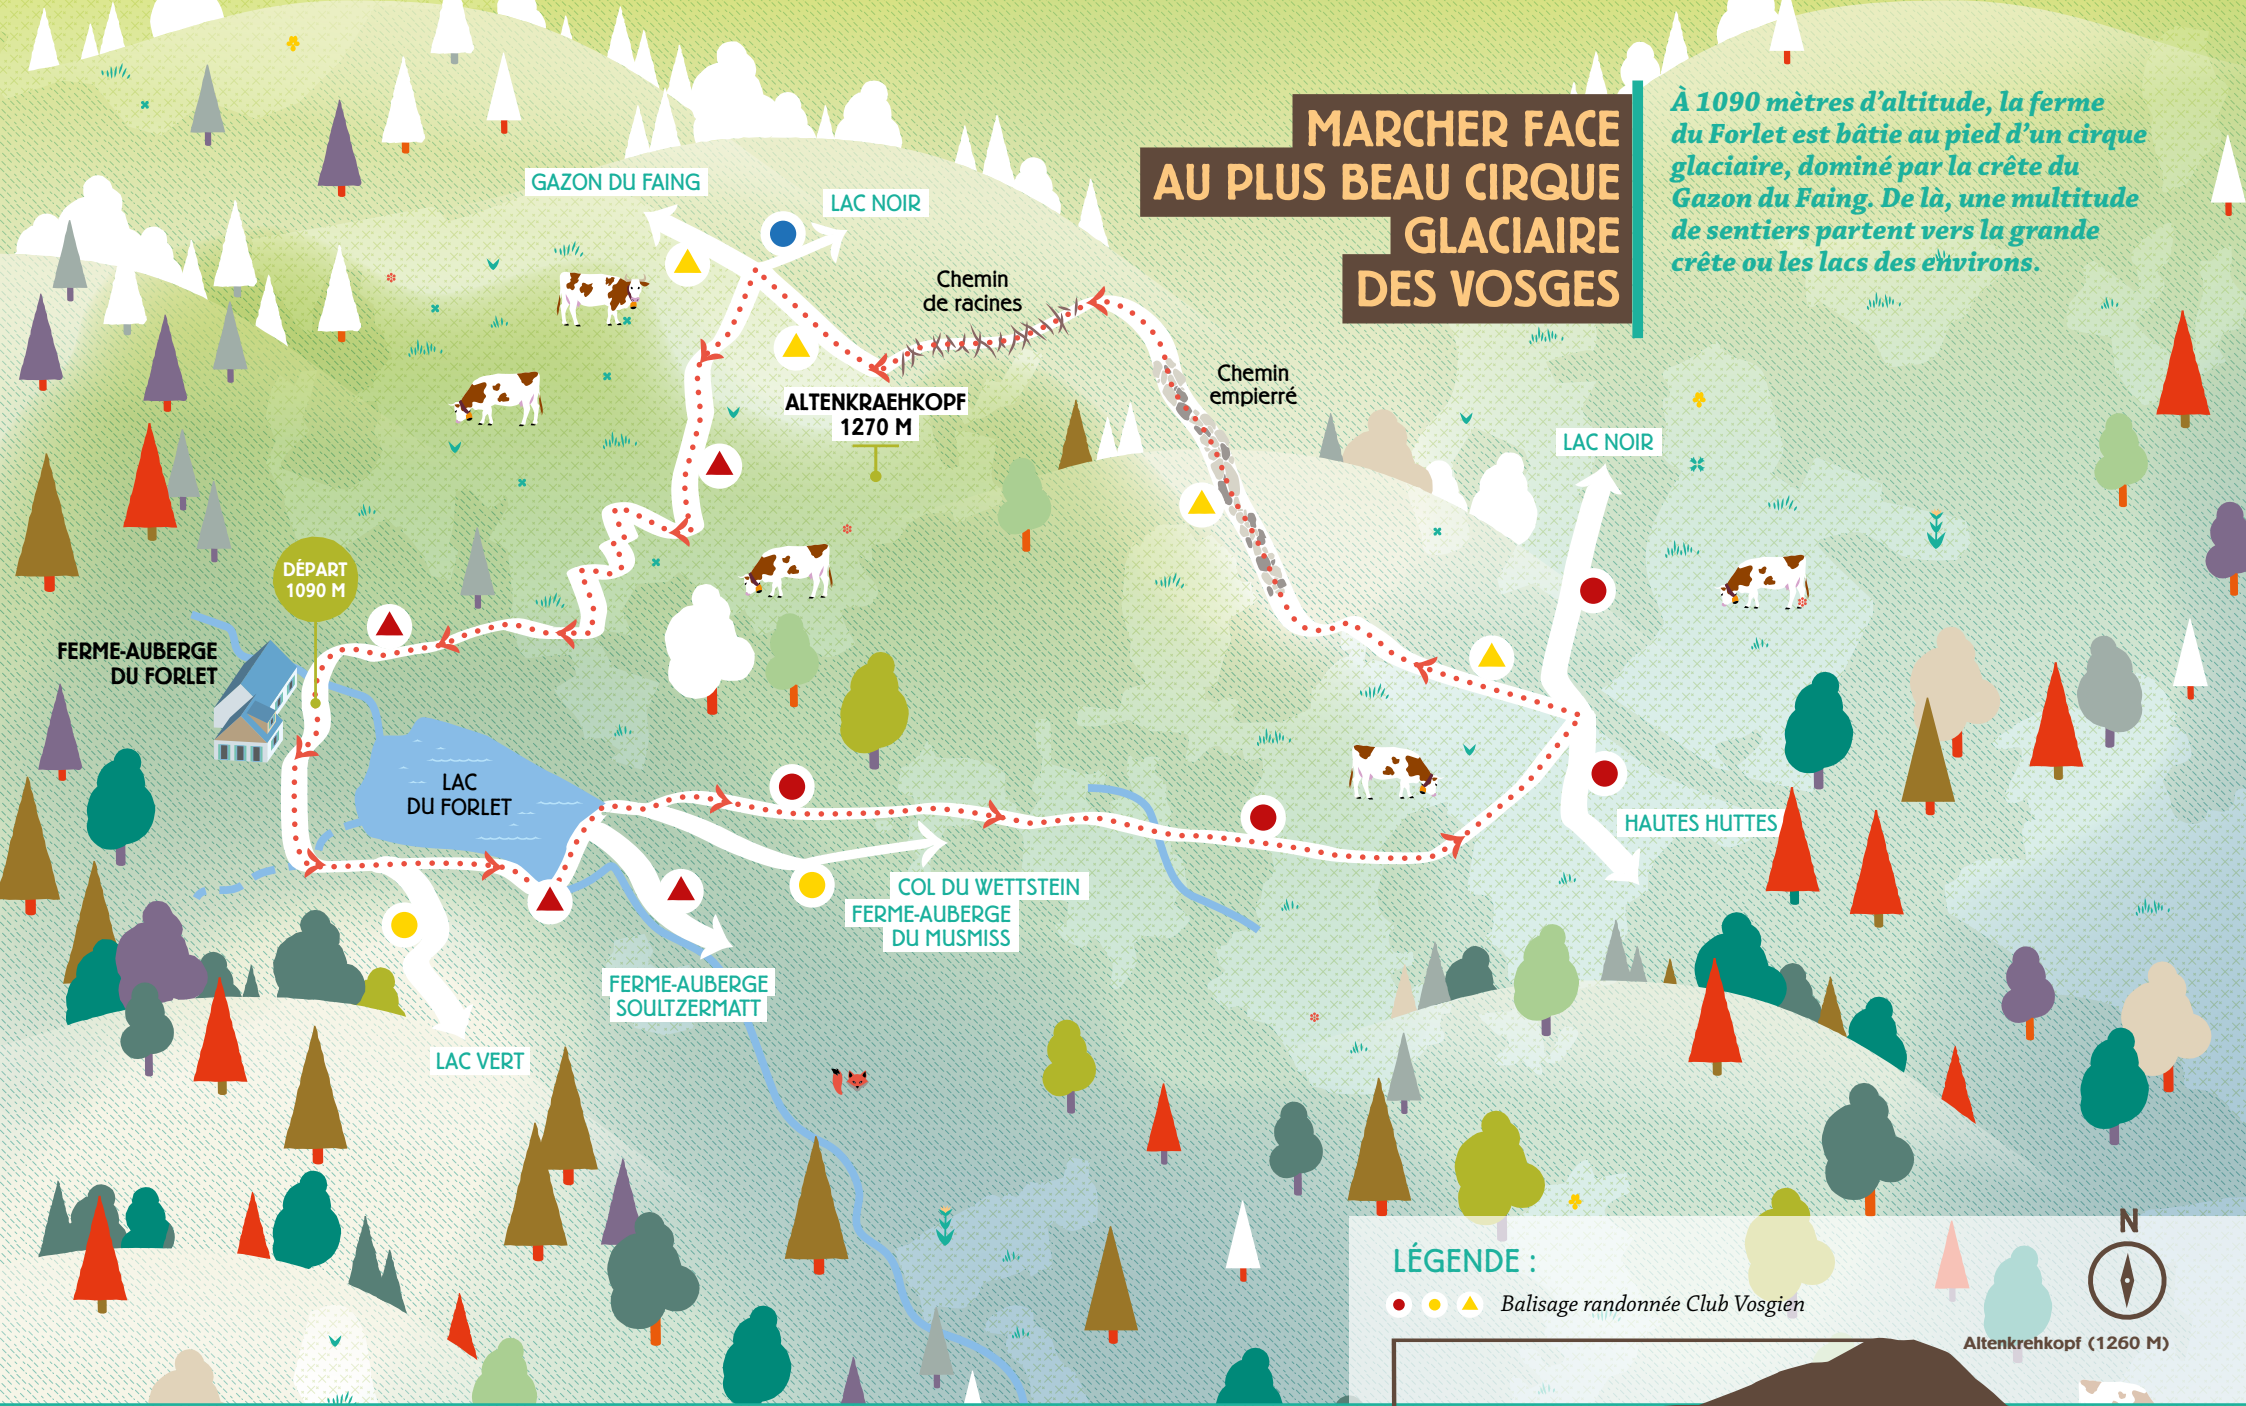 MARCHER FACE
AU PLUS BEAU CIRQUE
GLACIAIRE
DES VOSGES
À 1090 mètres d'altitude, la ferme
du Forlet est bâtie au pied d'un cirque
glaciaire, dominé par la crête du
Gazon du Faing. De là, une multitude
de sentiers partent vers la grande
crête ou les lacs des environs.
GAZON DU FAING
LAC NOIR
Chemin
de racines
Chemin
empierré
ALTENKRAEHKOPF
1270 M
LAC NOIR
DÉPART
1090 M
FERME-AUBERGE
DU FORLET
LAC
DU FORLET
HAUTES HUTTES
COL DU WETTSTEIN
FERME-AUBERGE
DU MUSMISS
FERME-AUBERGE
SOULTZERMATT
LAC VERT
N
LÉGENDE :
Balisage randonnée Club Vosgien
Altenkrehkopf (1260 M)